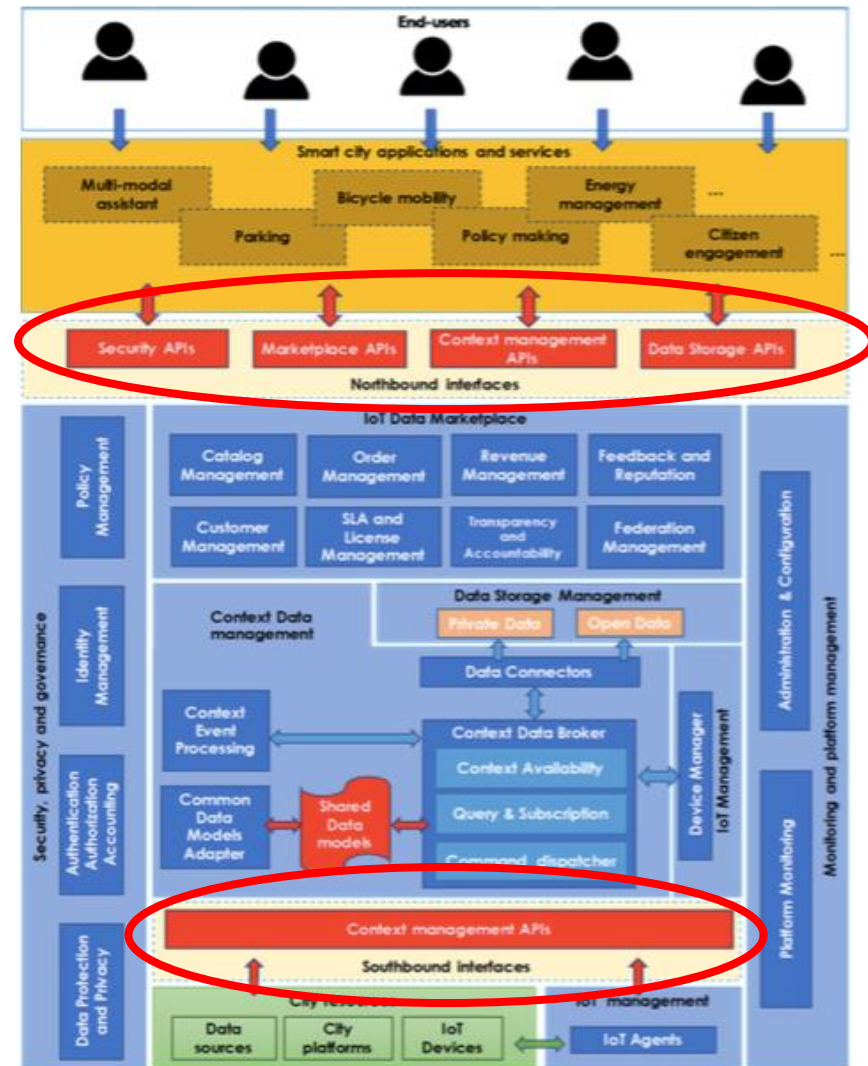 End-users
Smart city applications and services
Multi-modal
assistant
Parking
Bicycle mobility
Policy making
Energy
management
...
Citizen
engagement
...
Security APIs
Marketplace APIs
Context management
APIs
Data Storage APIs
Northbound interfaces
Security, privacy and governance
Policy
Management
Identity
Management
Authentication
Authorization
Accounting
Data Protection
and Privacy
IoT Data Marketplace
Catalog
Management
Order
Management
Revenue
Management
Feedback and
Reputation
Customer
Management
SLA and
License
Management
Transparency
and
Accountability
Federation
Management
Context Data
management
Data Storage Management
Private Data
Open Data
Data Connectors
Context
Event
Processing
Context Data Broker
Context Availability
Query & Subscription
Command dispatcher
Common
Data
Models
Adapter
Shared
Data
models
Device Manager
IoT Management
Administration & Configuration
Platform Monitoring
Monitoring and platform management
Context management APIs
Southbound interfaces
City resources
Data
sources
City
platforms
IoT
Devices
IoT management
IoT Agents